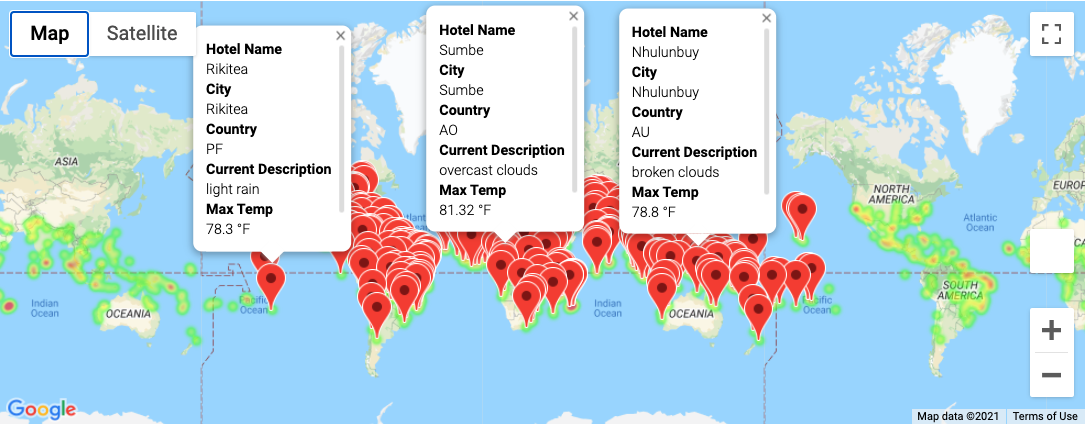 Map
Satellite
Hotel Name
Rikitea
City
Rikitea
Country
PF
Current Description
light rain
Max Temp
78.3 °F
Hotel Name
Sumbe
City
Sumbe
Country
AO
Current Description
overcast clouds
Max Temp
81.32 °F
Hotel Name
Nhulunbuy
City
Nhulunbuy
Country
AU
Current Description
broken clouds
Max Temp
78.8 °F
ASIA
NORTH
AMERICA
Atlantic
Ocean
Indian
Ocean
OCEANIA
Pacific
Ocean
Indian
Ocean
OCEANIA
Pacific
Ocean
SOUTH
AMERICA
Google
Map data ©2021
Terms of Use